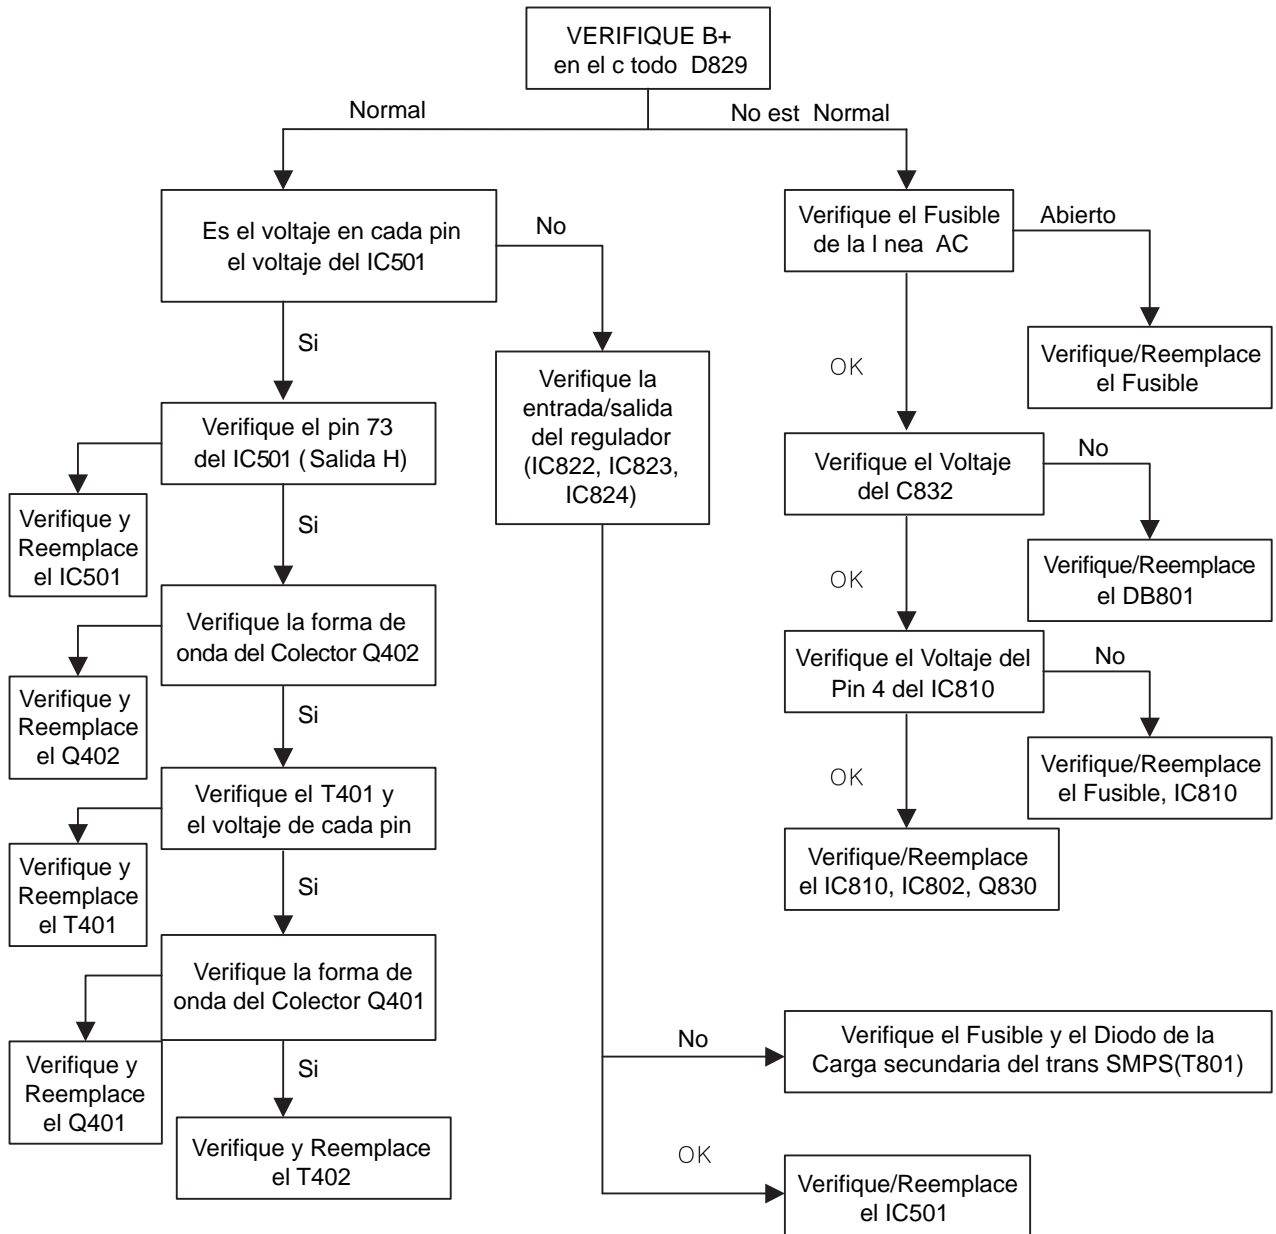 VERIFIQUE B+
en el c todo D829
Normal
No est Normal
Es el voltaje en cada pin
el voltaje del IC501
No
Verifique el Fusible
de la l nea AC
Abierto
Si
OK
Verifique/Reemplace
el Fusible
Verifique la
entrada/salida
del regulador
(IC822, IC823,
IC824)
Verifique el pin 73
del IC501 (Salida H)
Verifique el Voltaje
del C832
No
Verifique y
Reemplace
el IC501
Si
OK
Verifique/Reemplace
el DB801
Verifique la forma de
onda del Colector Q402
Verifique el Voltaje del
Pin 4 del IC810
No
Verifique y
Reemplace
el Q402
Si
OK
Verifique/Reemplace
el Fusible, IC810
Verifique el T401 y
el voltaje de cada pin
Verifique/Reemplace
el IC810, IC802, Q830
Verifique y
Reemplace
el T401
Si
Verifique la forma de
onda del Colector Q401
No
Verifique el Fusible y el Diodo de la
Carga secundaria del trans SMPS(T801)
Verifique y
Reemplace
el Q401
Si
Verifique y Reemplace
el T402
OK
Verifique/Reemplace
el IC501